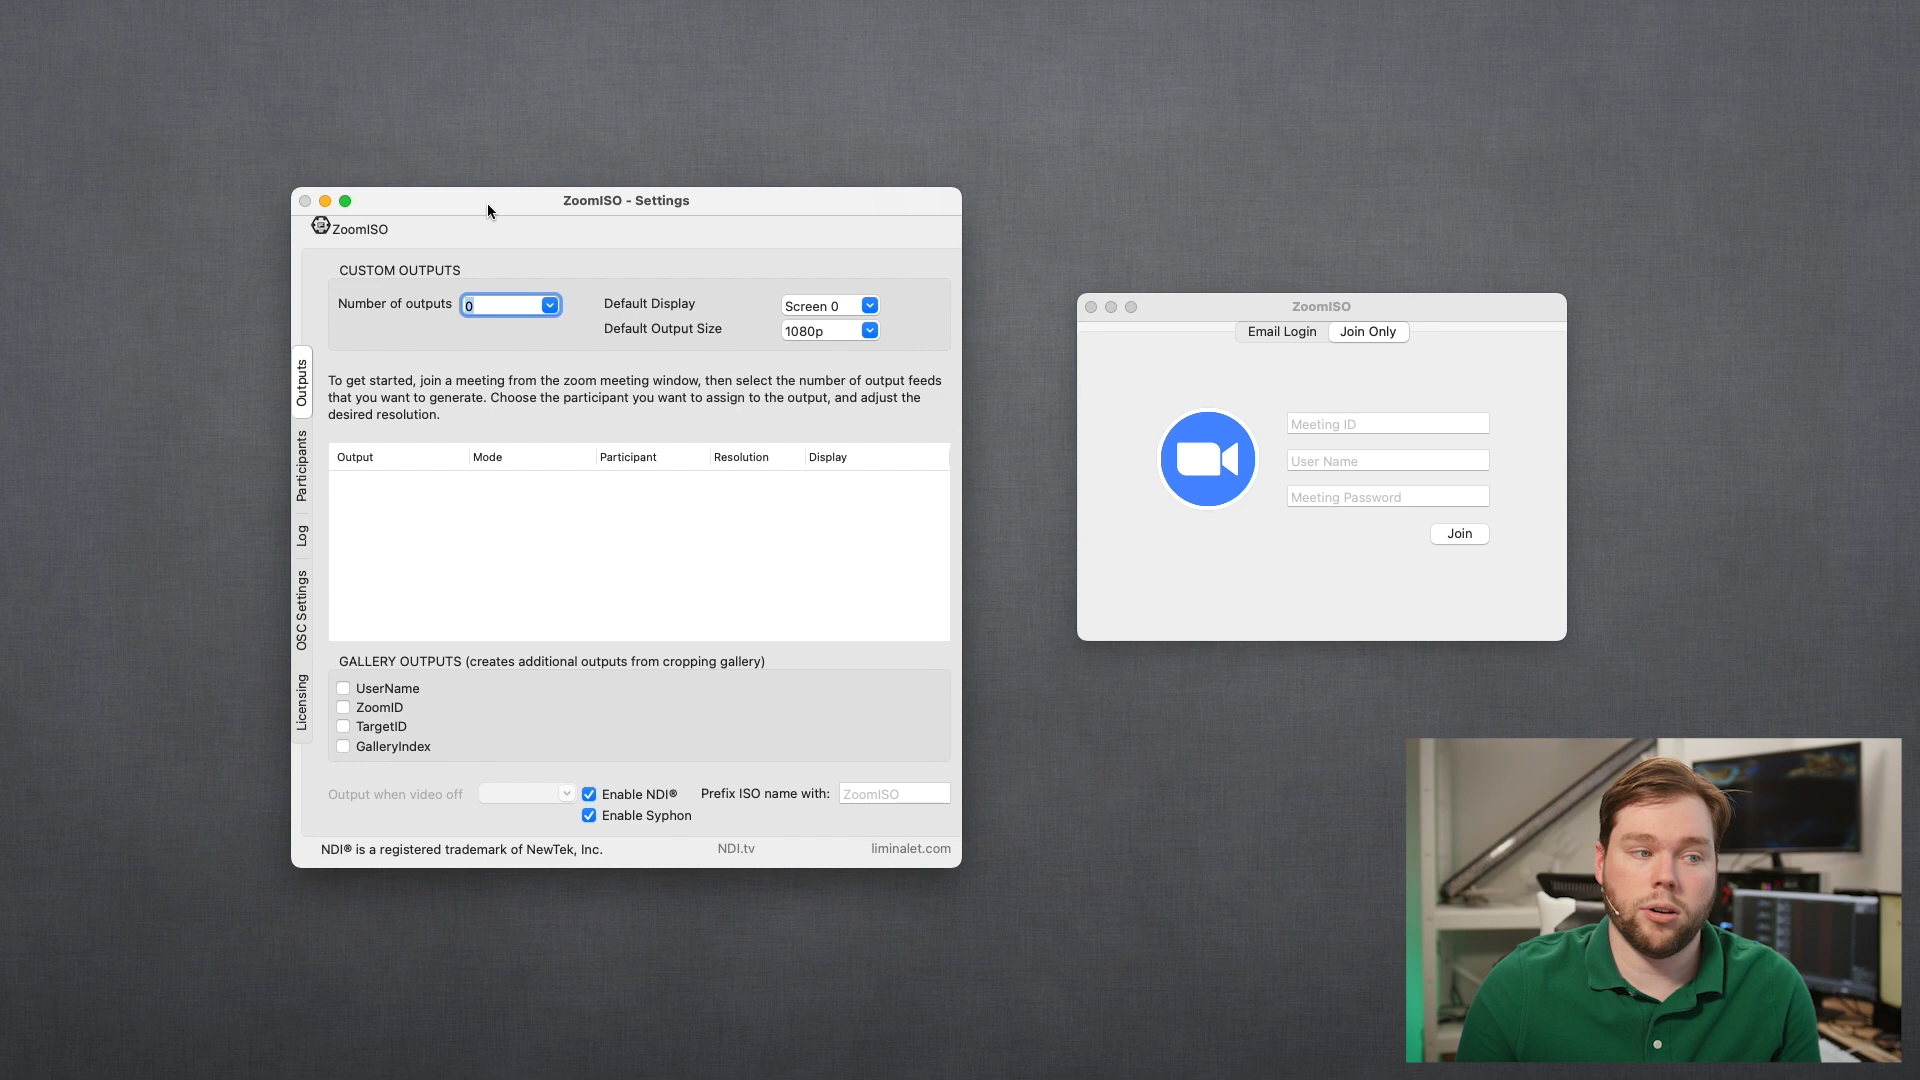 ZoomISO - Settings
ZoomISO
CUSTOM OUTPUTS
Number of outputs 0 Default Display Screen 0
Default Output Size 1080p
To get started, join a meeting from the zoom meeting window, then select the number of output feeds
that you want to generate. Choose the participant you want to assign to the output, and adjust the
desired resolution.
Output Mode Participant Resolution Display
Outputs
Participants
Log
OSC Settings
Licensing
GALLERY OUTPUTS (creates additional outputs from cropping gallery)
UserName
ZoomID
TargetID
GalleryIndex
Output when video off Enable NDI® Prefix ISO name with: ZoomISO
Enable Syphon
NDI® is a registered trademark of NewTek, Inc. NDI.tv liminalet.com
ZoomISO
Email Login Join Only
Meeting ID
User Name
Meeting Password
Join